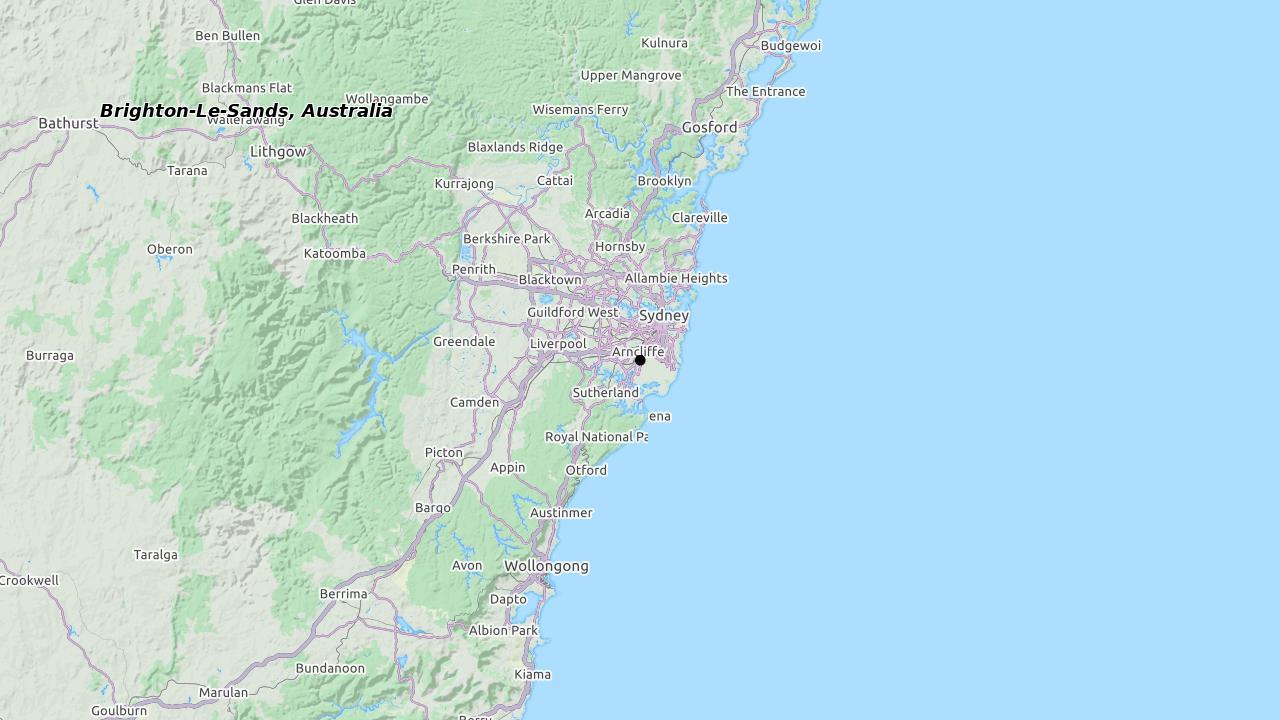 Glen Davis
Ben Bullen
Kulnura
Budgewoi
Upper Mangrove
Blackmans Flat
The Entrance
Wollangambe
Brighton-Le-Sands, Australia
Wisemans Ferry
Wallerawang
Bathurst
Gosford
Blaxlands Ridge
Lithgow
Tarana
Kurrajong
Cattai
Brooklyn
Arcadia
Clareville
Blackheath
Berkshire Park
Hornsby
Oberon
Katoomba
Penrith
Blacktown
Allambie Heights
Guildford West
Sydney
Greendale
Liverpool
Arncliffe
Burraga
Sutherland
Camden
ena
Royal National Pa
Picton
Appin
Otford
Bargo
Austinmer
Taralga
Avon
Wollongong
Crookwell
Berrima
Dapto
Albion Park
Bundanoon
Kiama
Marulan
Goulburn
Berry